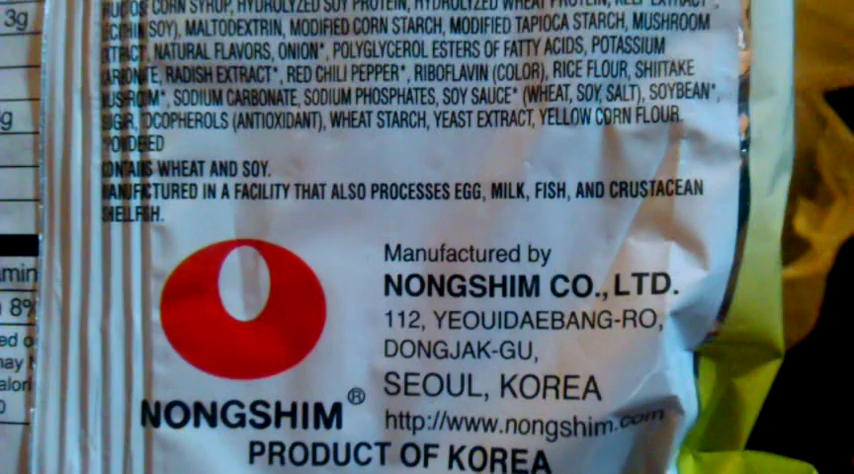 3g
CORN SYRUP, HYDROLYZED SOY PROTEIN, HYDROLYZED WHEAT PROTEIN, KELP EXTRACT*,
SOY), MALTODEXTRIN, MODIFIED CORN STARCH, MODIFIED TAPIOCA STARCH, MUSHROOM
NATURAL FLAVORS, ONION*, POLYGLYCEROL ESTERS OF FATTY ACIDS, POTASSIUM
RADISH EXTRACT*, RED CHILI PEPPER*, RIBOFLAVIN (COLOR), RICE FLOUR, SHIITAKE
SODIUM CARBONATE, SODIUM PHOSPHATES, SOY SAUCE* (WHEAT, SOY, SALT), SOYBEAN*,
(ANTIOXIDANT), WHEAT STARCH, YEAST EXTRACT, YELLOW CORN FLOUR.
WHEAT AND SOY.
IN A FACILITY THAT ALSO PROCESSES EGG, MILK, FISH, AND CRUSTACEAN
8%
Manufactured by
NONGSHIM CO., LTD.
112, YEOUIDAEBANG-RO,
DONGJAK-GU,
SEOUL, KOREA
http://www.nongshim.com
NONGSHIM®
PRODUCT OF KOREA